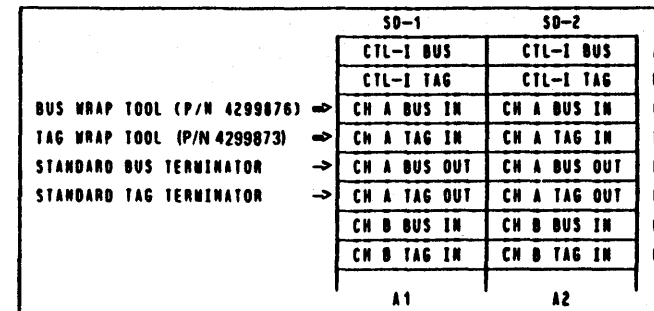 SD-1 SD-2
CTL-I BUS CTL-I BUS
CTL-I TAG CTL-I TAG
BUS WRAP TOOL (P/N 4299876) => CH A BUS IN CH A BUS IN
TAG WRAP TOOL (P/N 4299873) => CH A TAG IN CH A TAG IN
STANDARD BUS TERMINATOR -> CH A BUS OUT CH A BUS OUT
STANDARD TAG TERMINATOR -> CH A TAG OUT CH A TAG OUT
CH B BUS IN CH B BUS IN
CH B TAG IN CH B TAG IN
A1 A2